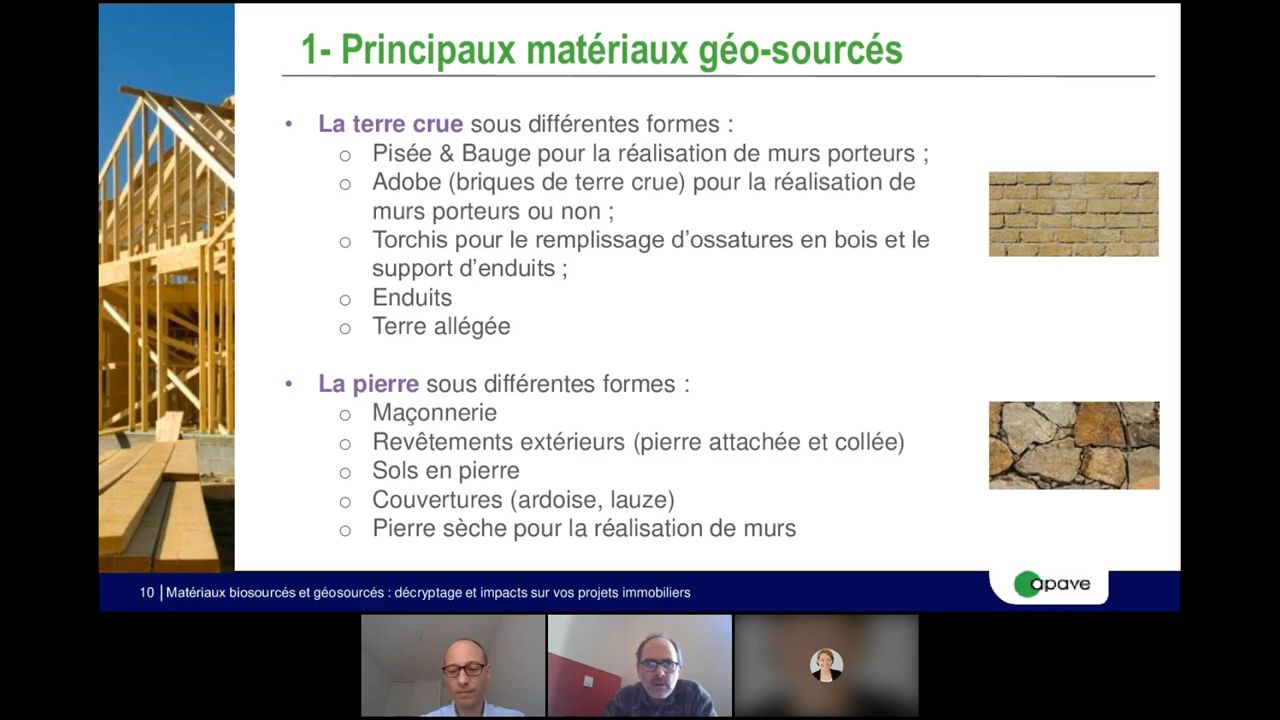 1- Principaux matériaux géo-sourcés
• La terre crue sous différentes formes :
o Pisée & Bauge pour la réalisation de murs porteurs ;
o Adobe (briques de terre crue) pour la réalisation de
murs porteurs ou non ;
o Torchis pour le remplissage d’ossatures en bois et le
support d’enduits ;
o Enduits
o Terre allégée
• La pierre sous différentes formes :
o Maçonnerie
o Revêtements extérieurs (pierre attachée et collée)
o Sols en pierre
o Couvertures (ardoise, lauze)
o Pierre sèche pour la réalisation de murs
10 | Matériaux biosourcés et géosourcés : décryptage et impacts sur vos projets immobiliers
apave